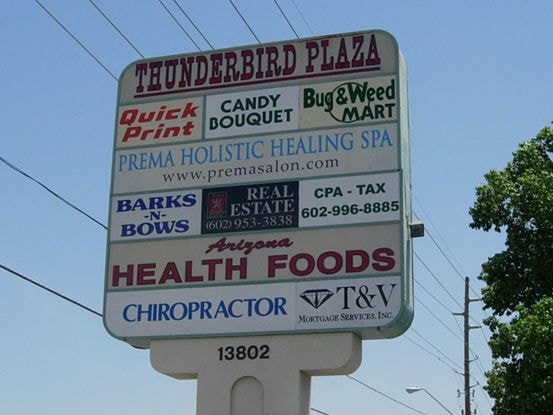 THUNDERBIRD PLAZA
Quick
Print
CANDY
BOUQUET
Bug & Weed
MART
PREMA HOLISTIC HEALING SPA
www.premasalon.com
BARKS
-N-
BOWS
REAL
ESTATE
(602) 953-3838
CPA - TAX
602-996-8885
Arizona
HEALTH FOODS
CHIROPRACTOR
T&V
MORTGAGE SERVICES, INC.
13802